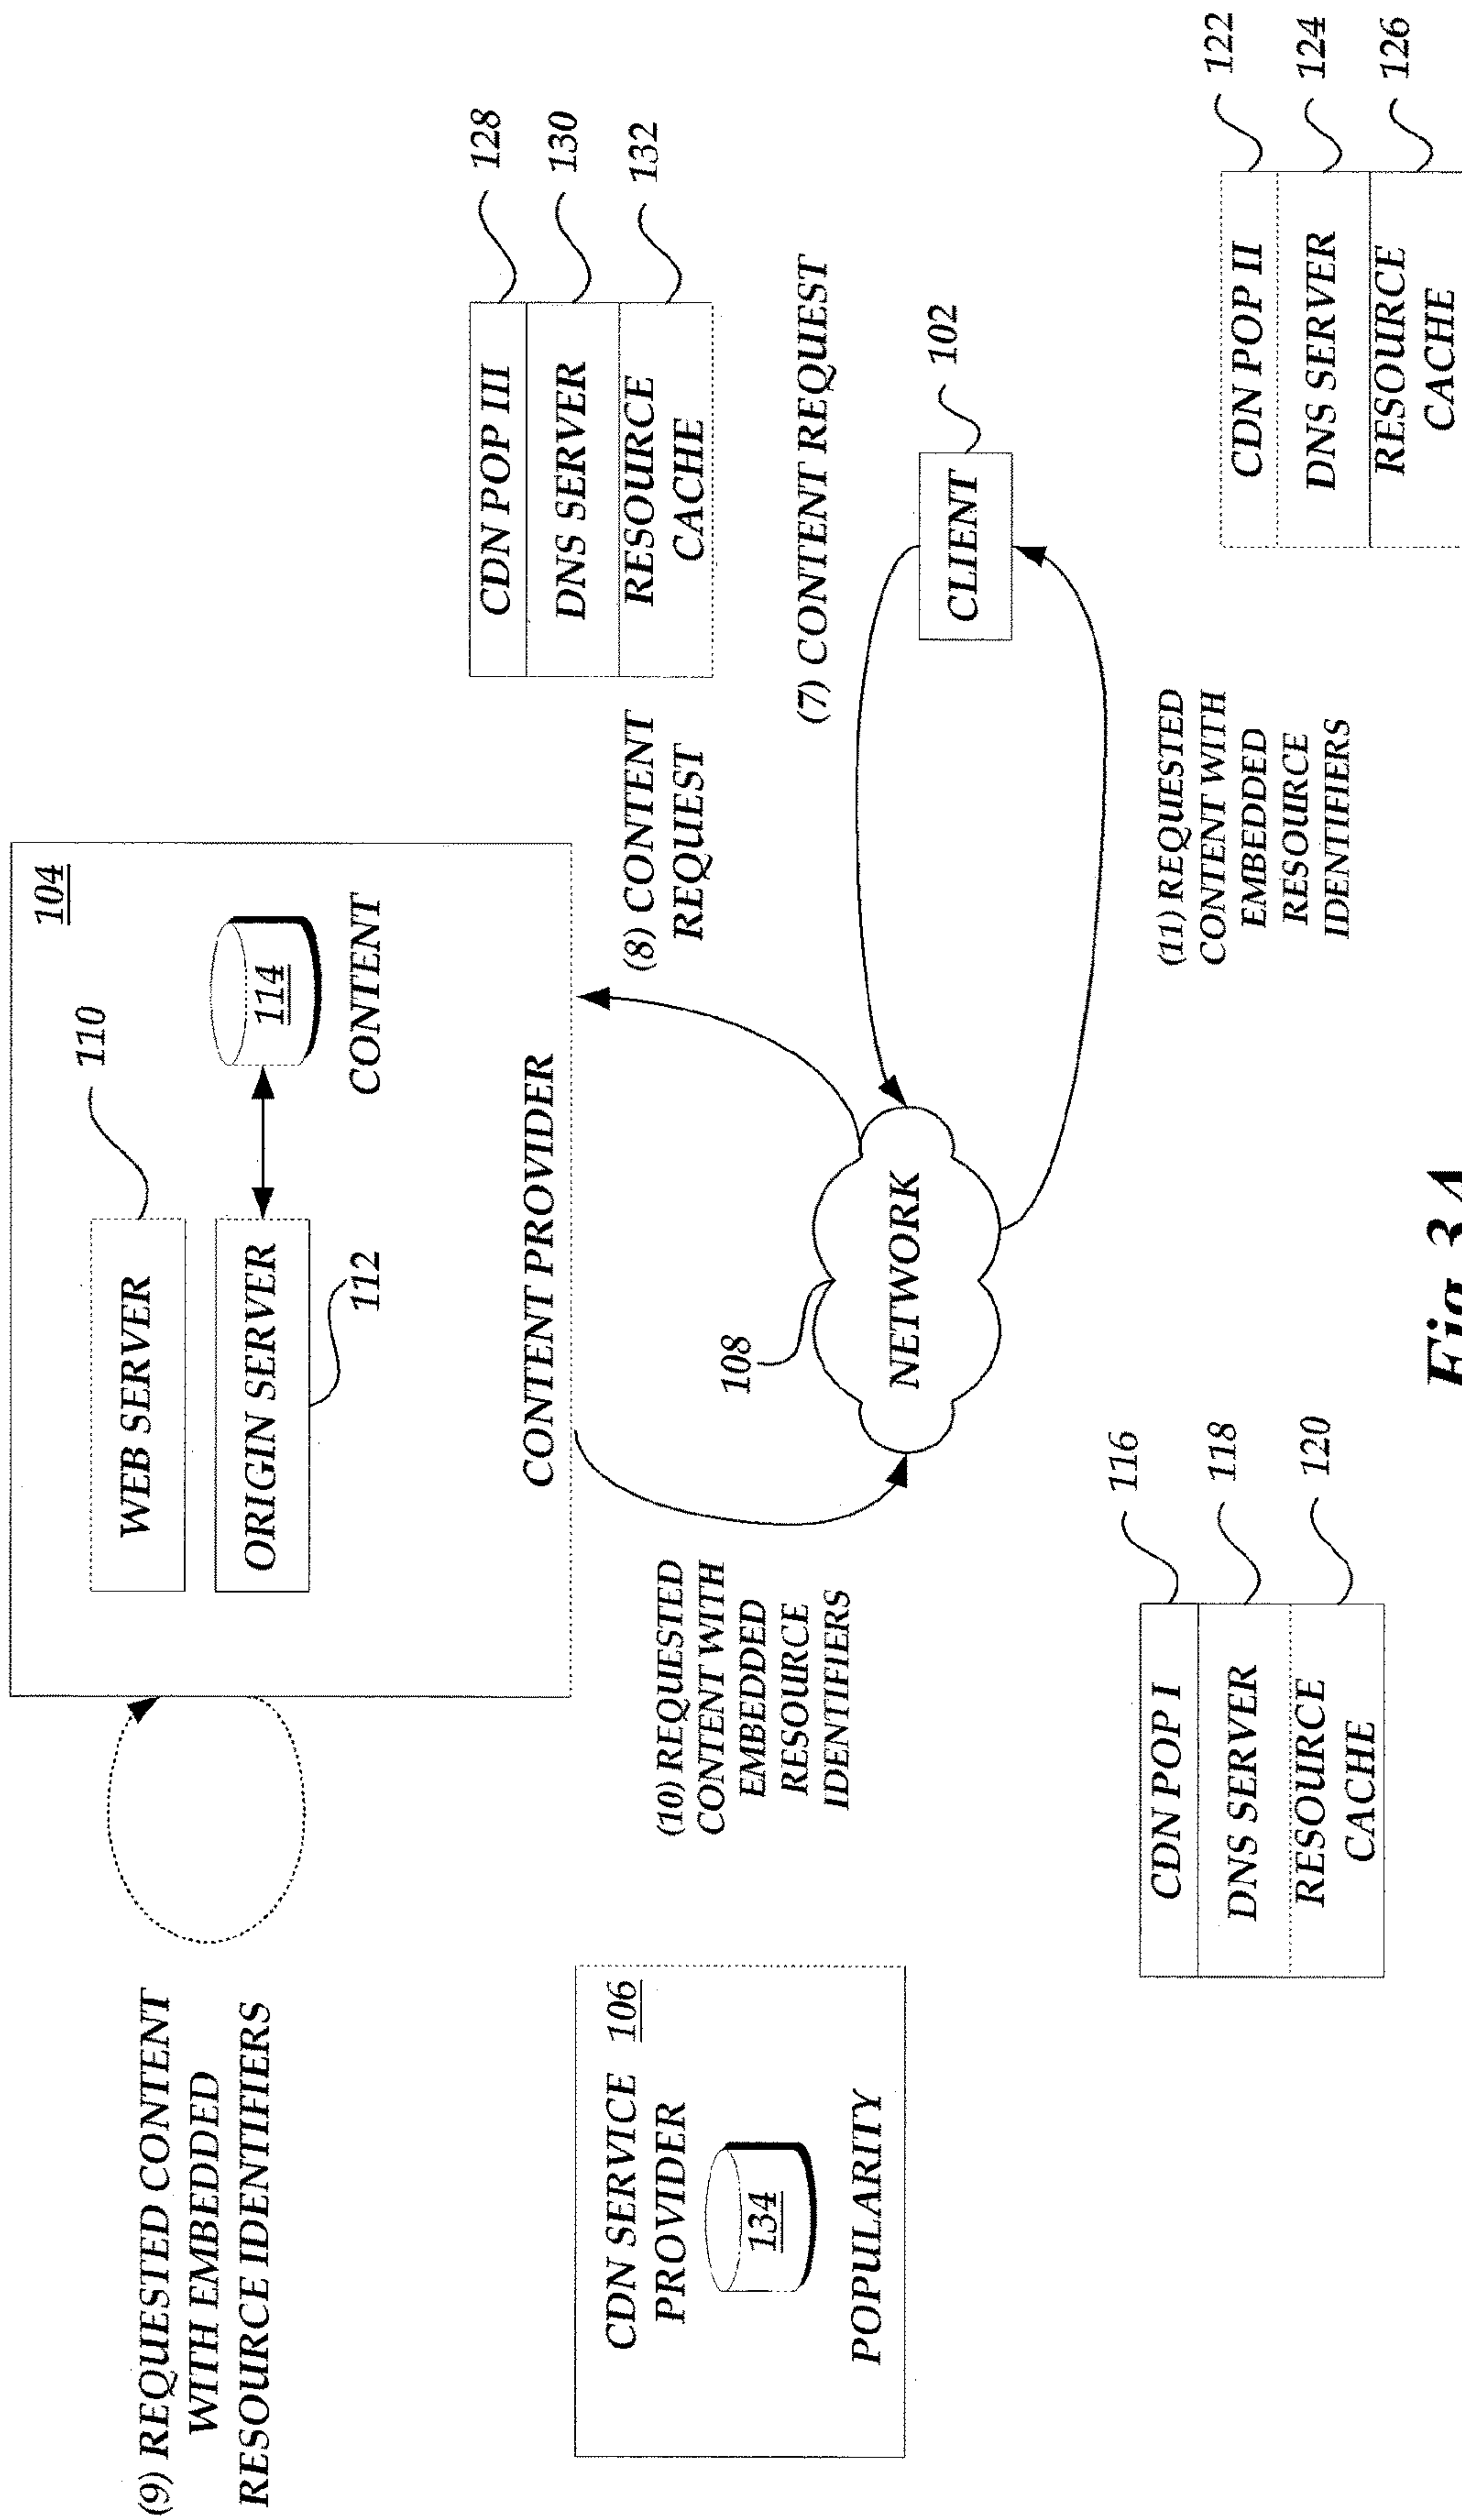 (9) REQUESTED CONTENT
WITH EMBEDDED
RESOURCE IDENTIFIERS
104
WEB SERVER
110
ORIGIN SERVER
112
114
CONTENT
CONTENT PROVIDER
CDN SERVICE
PROVIDER
106
134
POPULARITY
(10) REQUESTED
CONTENT WITH
EMBEDDED
RESOURCE
IDENTIFIERS
(8) CONTENT
REQUEST
CDN POP III
DNS SERVER
RESOURCE
CACHE
128
130
132
108
NETWORK
(7) CONTENT REQUEST
CLIENT
102
(11) REQUESTED
CONTENT WITH
EMBEDDED
RESOURCE
IDENTIFIERS
CDN POP I
DNS SERVER
RESOURCE
CACHE
116
118
120
CDN POP II
DNS SERVER
RESOURCE
CACHE
122
124
126
Fig. 3A